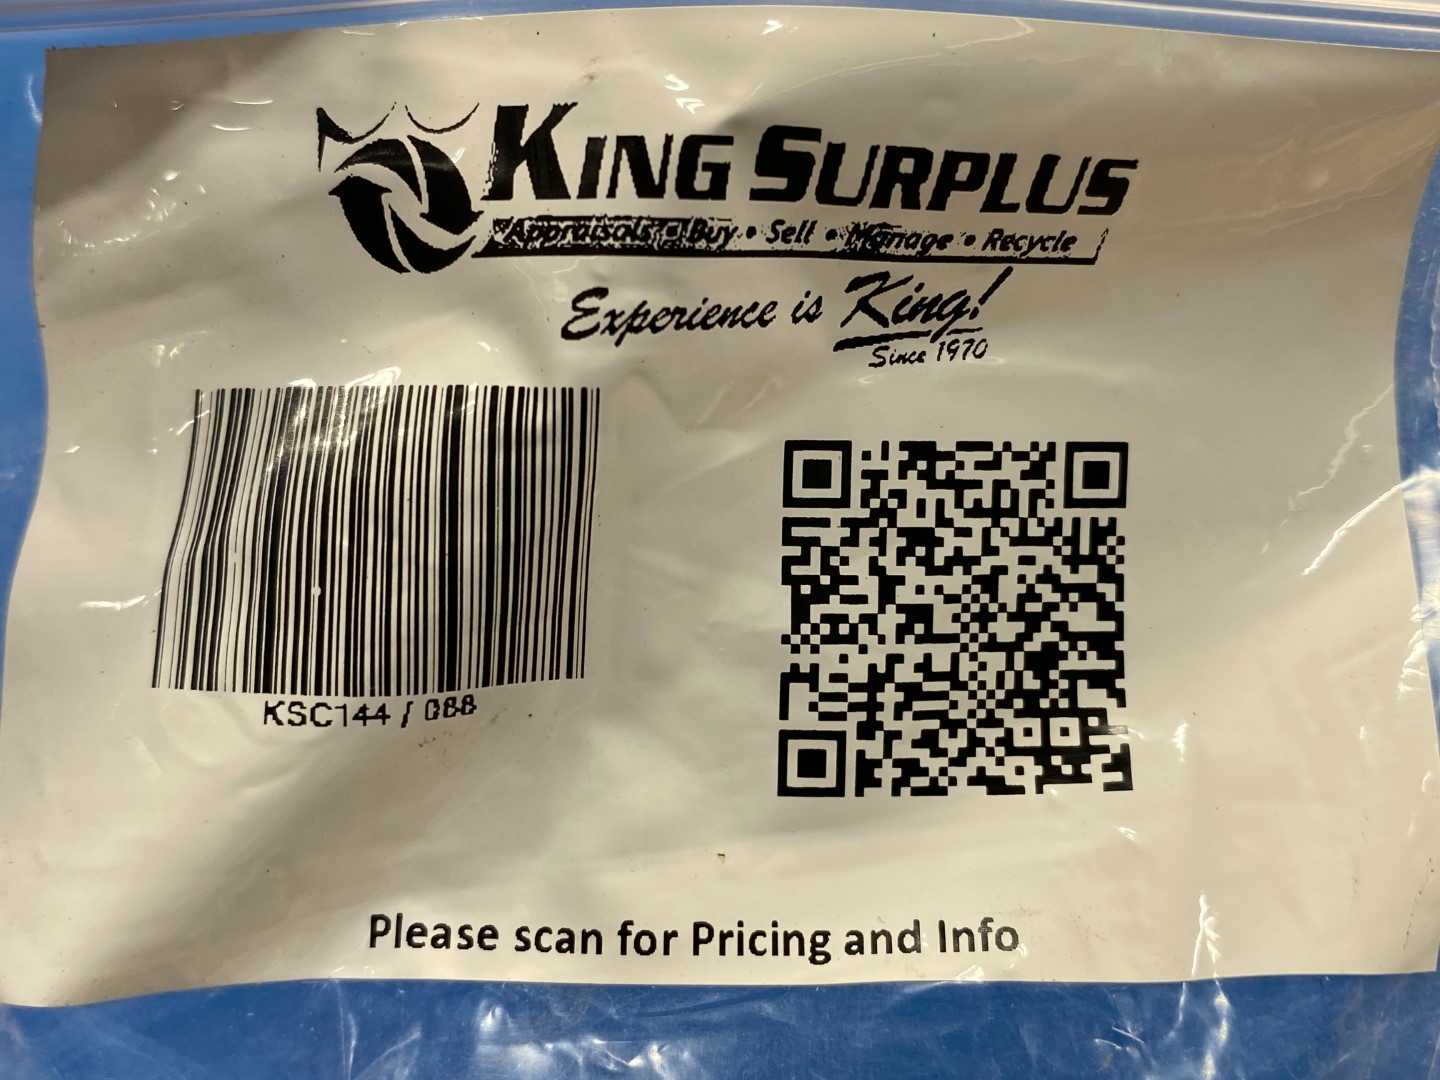 KING SURPLUS
Appraisals • Buy • Sell • Manage • Recycle
Experience is King!
Since 1970
KSC144 / 088
Please scan for Pricing and Info